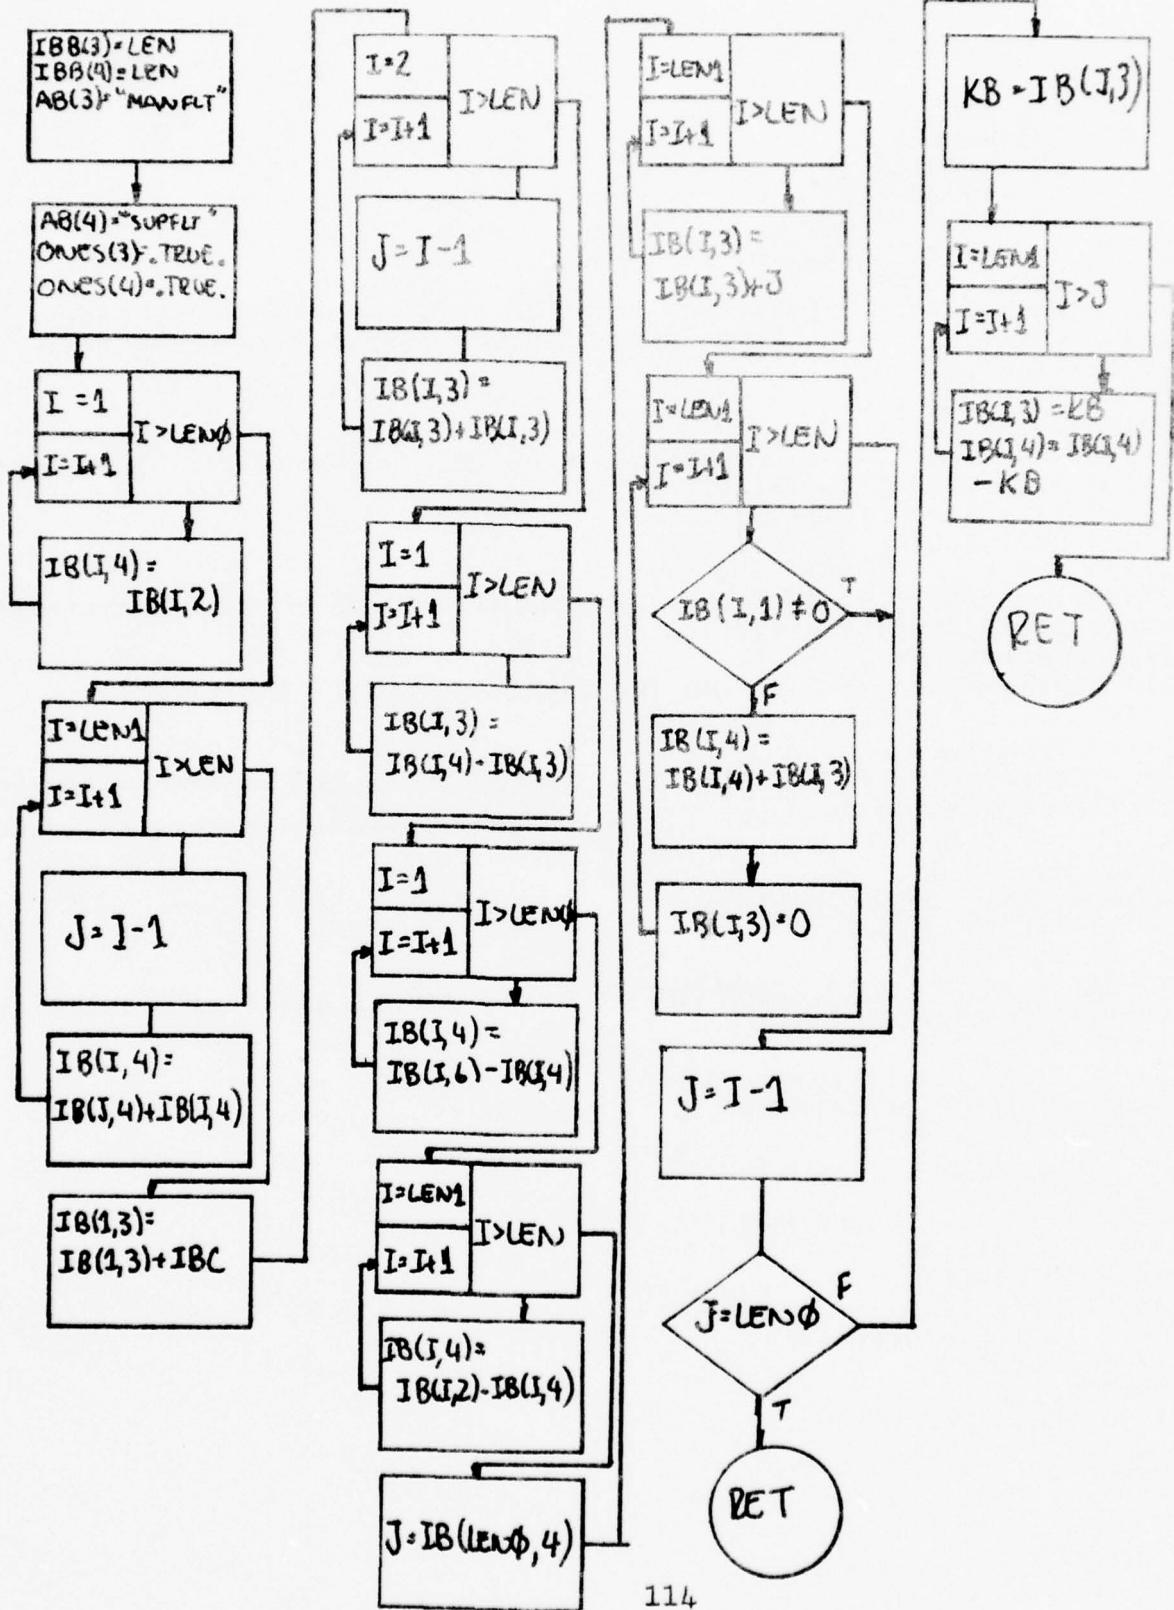 IBB(3)=LEN
IBB(4)=LEN
AB(3)="MANFLT"
AB(4)="SUPFLT"
ONES(3)=.TRUE.
ONES(4)=.TRUE.
I=1
I>LENØ
I=I+1
IB(I,4)=
IB(I,2)
I=LEN1
I>LEN
I=I+1
J=I-1
IB(I,4)=
IB(J,4)+IB(I,4)
IB(1,3)=
IB(1,3)+IBC
I=2
I>LEN
I=I+1
J=I-1
IB(I,3)=
IB(J,3)+IB(I,3)
I=1
I>LEN
I=I+1
IB(I,3)=
IB(I,4)-IB(I,3)
I=1
I>LENØ
I=I+1
IB(I,4)=
IB(I,6)-IB(I,4)
I=LEN1
I>LEN
I=I+1
IB(I,4)=
IB(I,2)-IB(I,4)
J=IB(LENØ,4)
I=LEN1
I>LEN
I=I+1
IB(I,3)=
IB(I,3)+J
I=LEN1
I>LEN
I=I+1
IB(I,1)≠0
T
F
IB(I,4)=
IB(I,4)+IB(I,3)
IB(I,3)=0
J=I-1
J=LENØ
F
T
RET
KB=IB(J,3)
I=LEN1
I>J
I=I+1
IB(I,3)=KB
IB(I,4)=IB(I,4)
-KB
RET
114